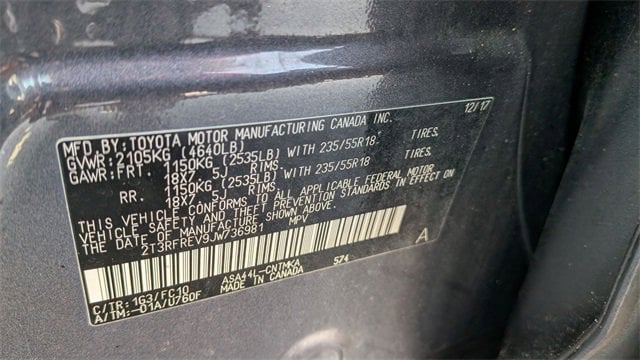 MFD.BY: TOYOTA MOTOR MANUFACTURING CANADA INC. 12/17
GVWR: 2105KG (4640LB)
GAWR: FRT. 1150KG (2535LB) WITH 235/55R18 TIRES,
18X7. 5J RIMS
RR. 1150KG (2535LB) WITH 235/55R18 TIRES.
18X7. 5J RIMS.
THIS VEHICLE CONFORMS TO ALL APPLICABLE FEDERAL MOTOR
VEHICLE SAFETY AND THEFT PREVENTION STANDARDS IN EFFECT ON
THE DATE OF MANUFACTURE SHOWN ABOVE.
2T3RFREV9JW736981 MPV
A
C/TR: 1G3/FC10 ASA44L-CNTMKA 574
A/TM:-01A/U760F MADE IN CANADA